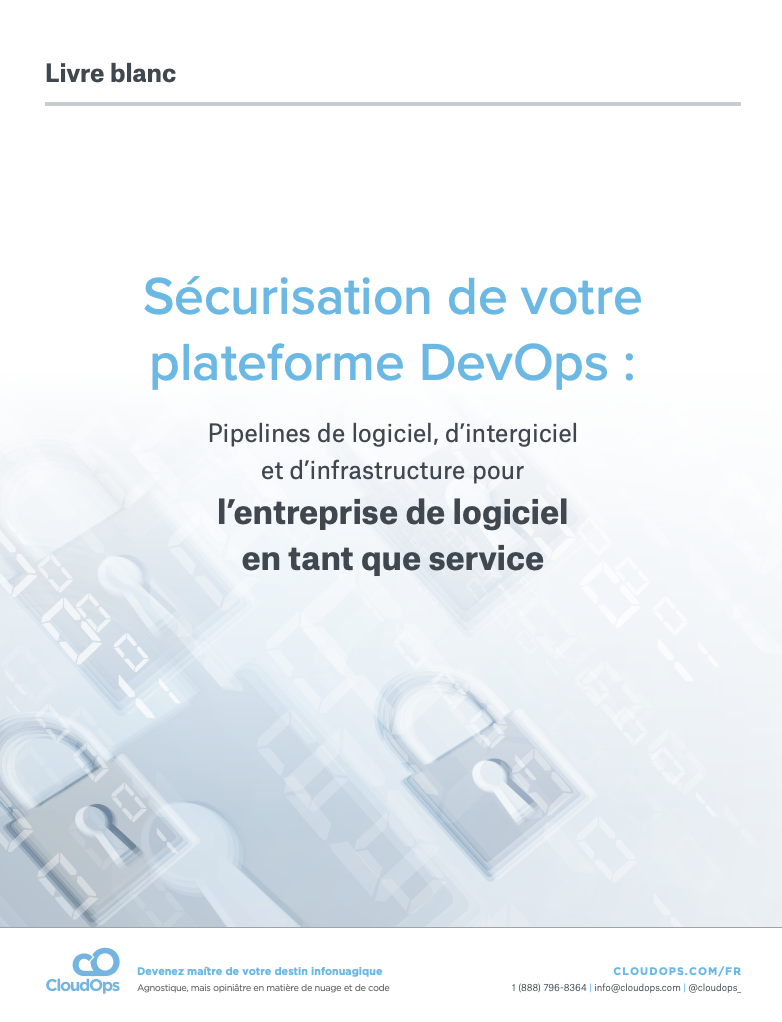 Livre blanc
Sécurisation de votre
plateforme DevOps :
Pipelines de logiciel, d’intergiciel
et d’infrastructure pour
l’entreprise de logiciel
en tant que service
CloudOps
Devenez maître de votre destin infonuagique
Agnostique, mais opiniâtre en matière de nuage et de code
CLOUDOPS.COM/FR
1 (888) 796-8364 | info@cloudops.com | @cloudops_